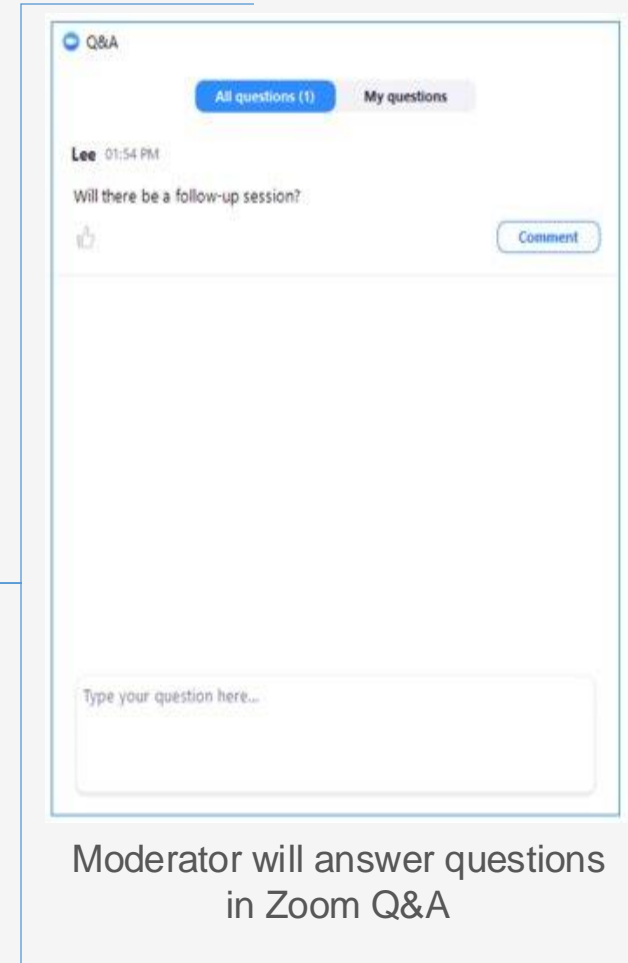 Q&A
All questions (1) My questions
Lee 01:54 PM
Will there be a follow-up session?
Comment
Type your question here...
Moderator will answer questions
in Zoom Q&A